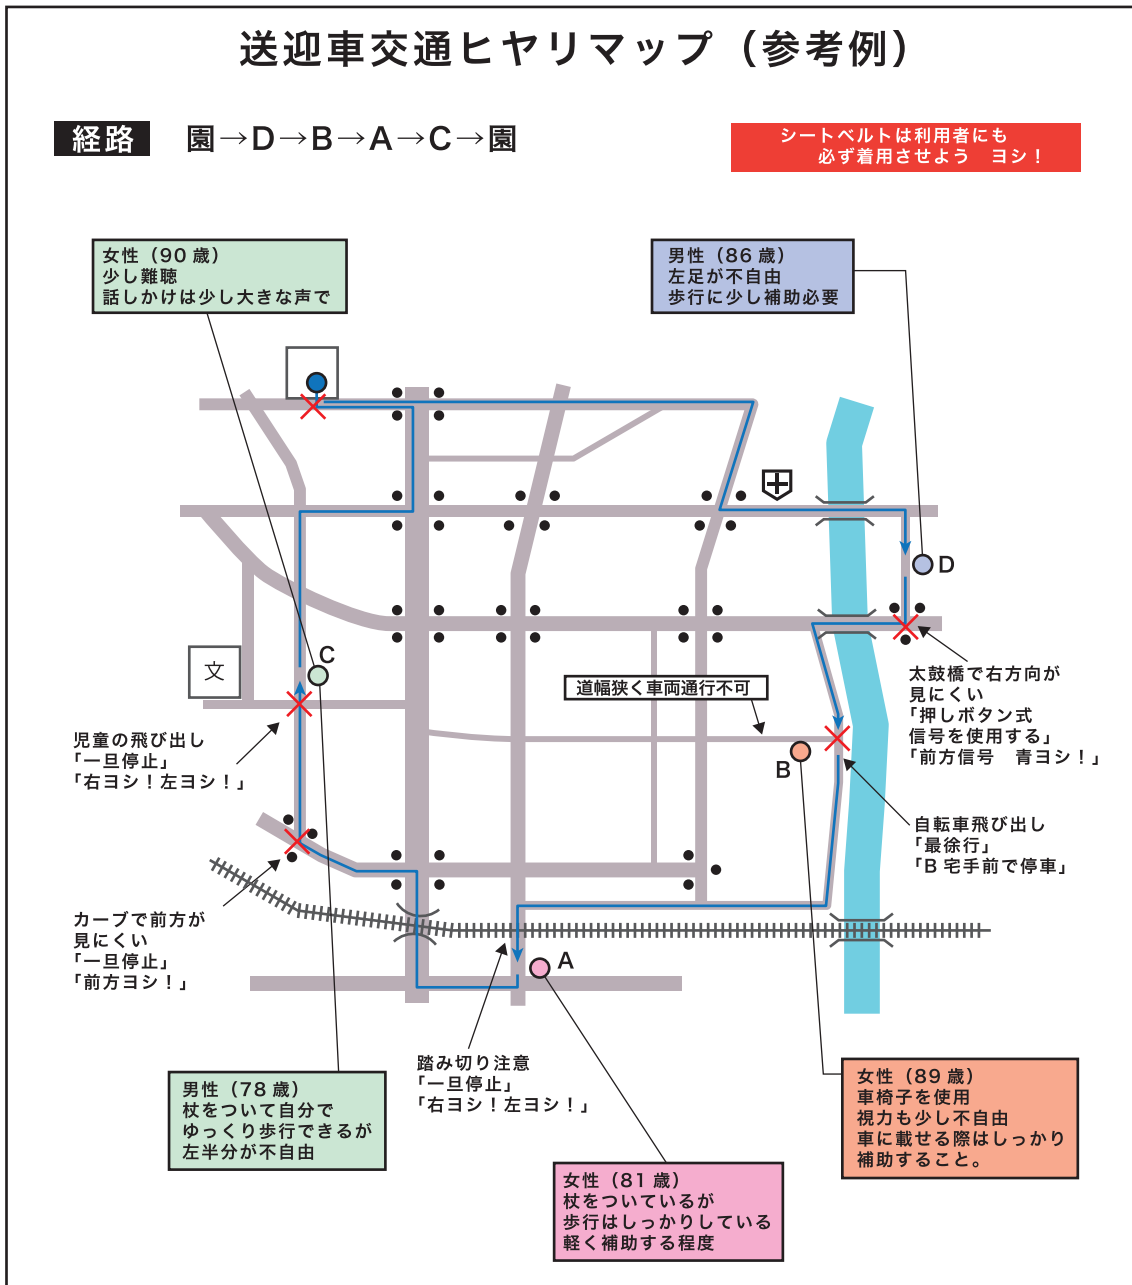 送迎車交通ヒヤリマップ（参考例）
経路　園→D→B→A→C→園
シートベルトは利用者にも
必ず着用させよう　ヨシ！
女性（90 歳）
少し難聴
話しかけは少し大きな声で
男性（86 歳）
左足が不自由
歩行に少し補助必要
D
C
文
道幅狭く車両通行不可
B
太鼓橋で右方向が
見にくい
「押しボタン式
信号を使用する」
「前方信号　青ヨシ！」
児童の飛び出し
「一旦停止」
「右ヨシ！左ヨシ！」
自転車飛び出し
「最徐行」
「B 宅手前で停車」
カーブで前方が
見にくい
「一旦停止」
「前方ヨシ！」
A
踏み切り注意
「一旦停止」
「右ヨシ！左ヨシ！」
男性（78 歳）
杖をついて自分で
ゆっくり歩行できるが
左半分が不自由
女性（89 歳）
車椅子を使用
視力も少し不自由
車に載せる際はしっかり
補助すること。
女性（81 歳）
杖をついているが
歩行はしっかりしている
軽く補助する程度